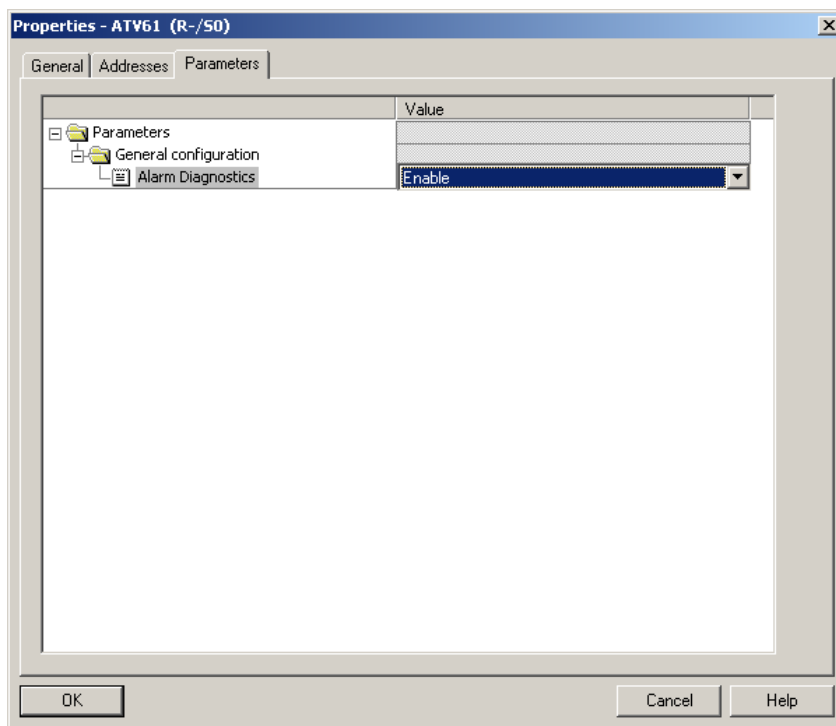 Properties - ATV61 (R-/S0)
General Addresses Parameters
Value
Parameters
General configuration
Alarm Diagnostics Enable
OK Cancel Help